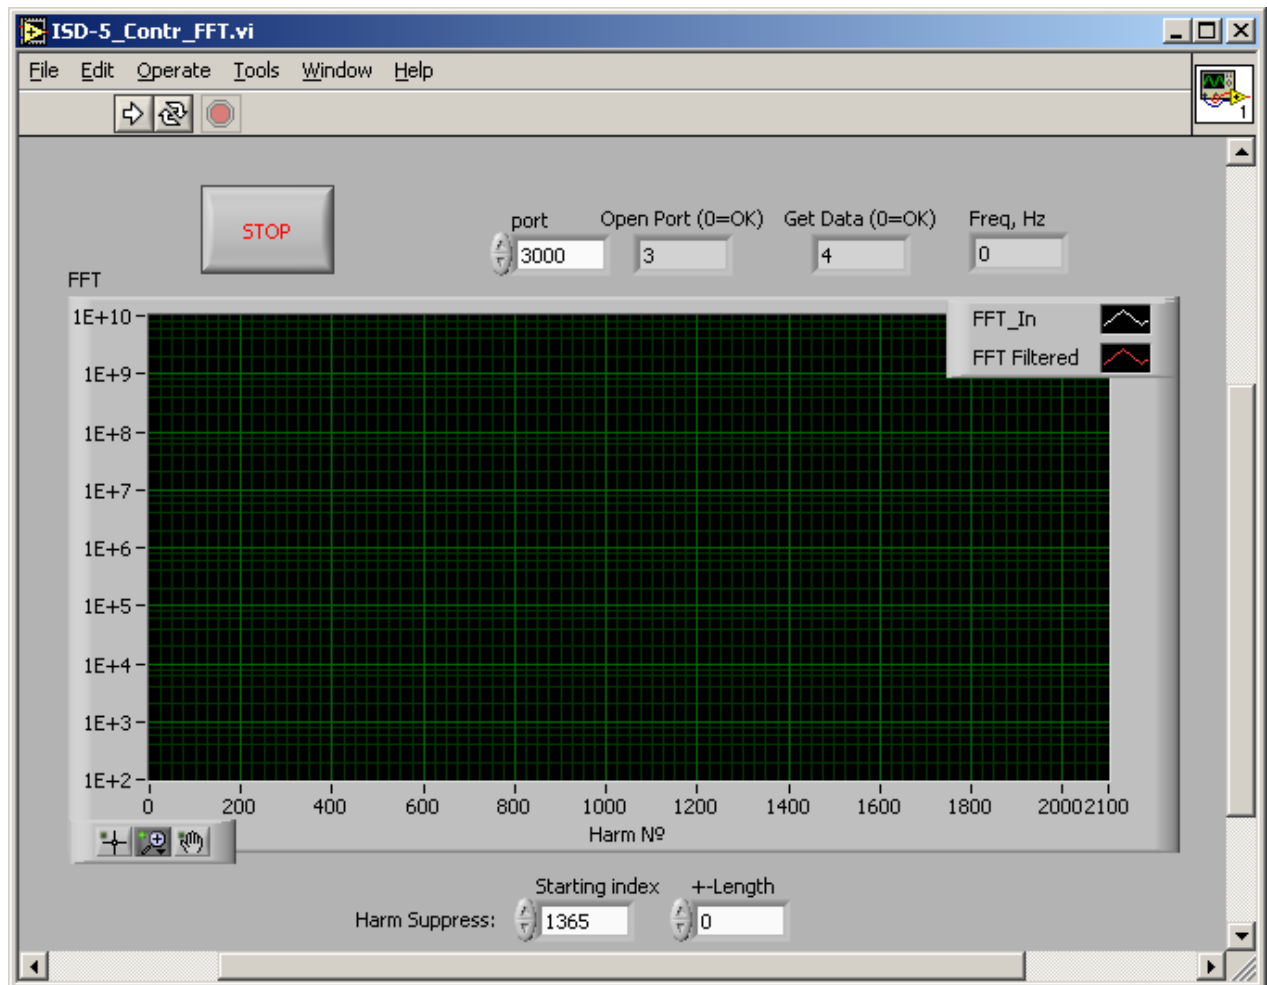 ISD-5_Contr_FFT.vi
File Edit Operate Tools Window Help
1
STOP
port Open Port (0=OK) Get Data (0=OK) Freq, Hz
3000 3 4 0
FFT
FFT_In
FFT Filtered
1E+10
1E+9
1E+8
1E+7
1E+6
1E+5
1E+4
1E+3
1E+2
0 200 400 600 800 1000 1200 1400 1600 1800 2000 2100
Harm Nº
Starting index +-Length
Harm Suppress: 1365 0